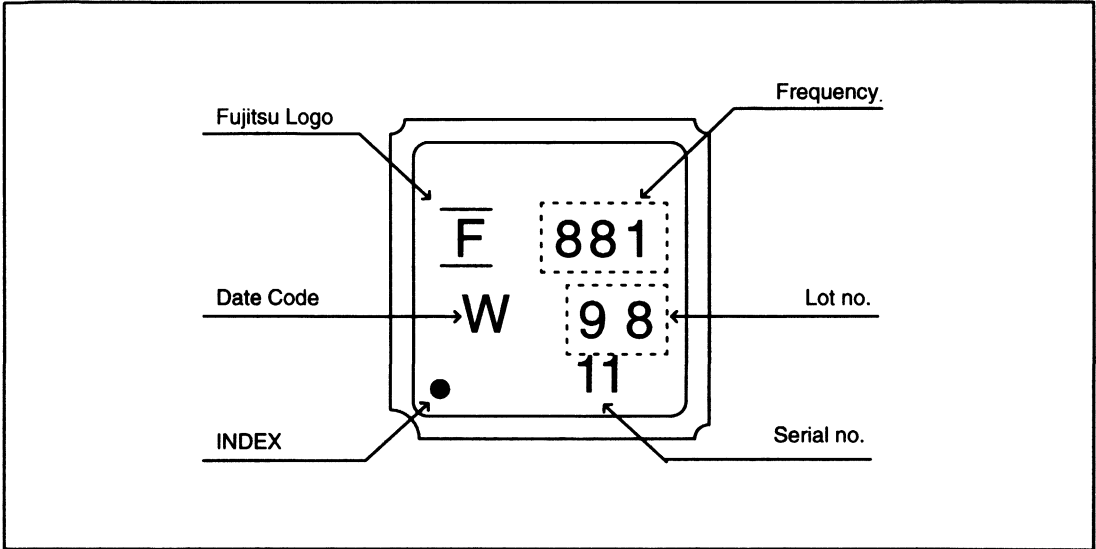 Frequency.
Fujitsu Logo
F 881
Date Code W 98 Lot no.
11
INDEX
Serial no.